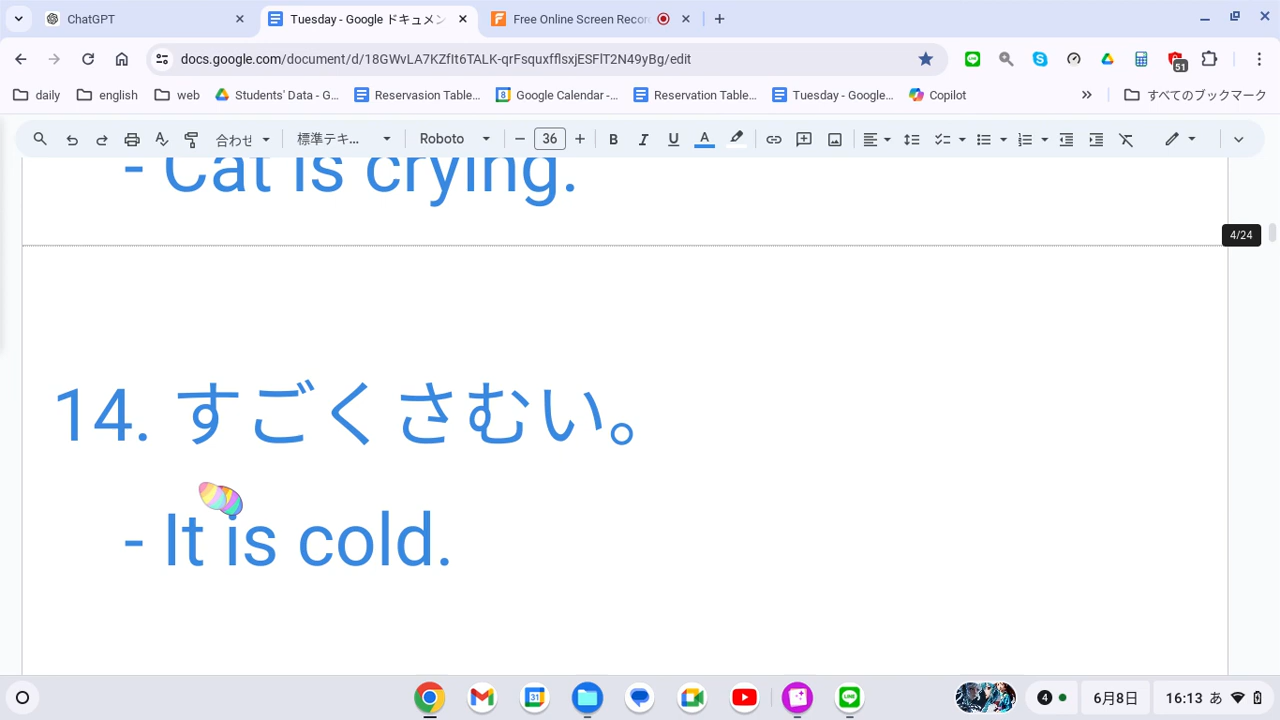 ChatGPT
Tuesday - Google ドキュメン
Free Online Screen Recor
docs.google.com/document/d/18GWvLA7KZfIt6TALK-qrFsquxfflsxjESFlT2N49yBg/edit
51
daily
english
web
Students' Data - G...
Reservasion Table...
Google Calendar -...
Reservation Table...
Tuesday - Google...
Copilot
すべてのブックマーク
合わせ
標準テキ...
Roboto
36
- Cat is crying.
4/24
14. すごくさむい。
- It is cold.
31
4
6月8日
16:13 あ